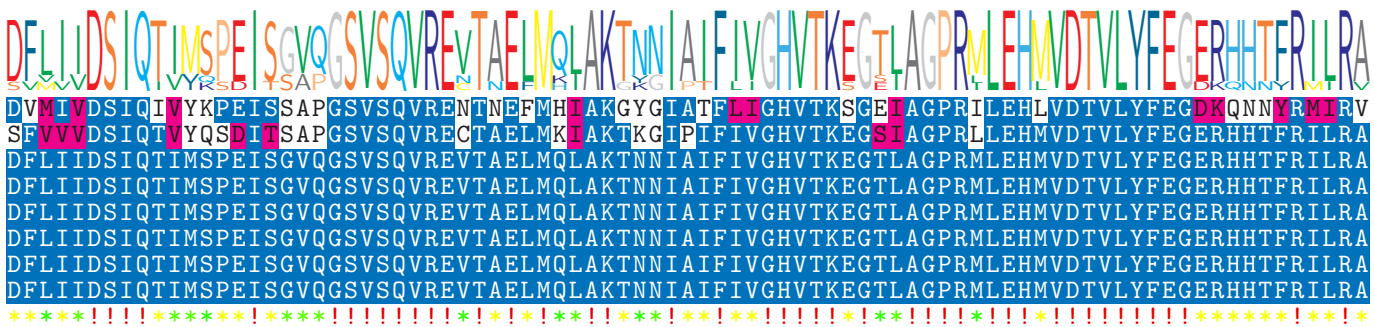 DFLIIDSIQTIMSPEISGVQGSVSQVREVTAELMQLAKTNNIAIFIVGHVTKEGTLAGPRMLEHMVDTVLYFEGERHHTFRILRA
DVMIVDSIQIVYKPEISSAPGSVSQVRENTNEFMHIAKGYGIATFLIGHVTKSGEIAGPRILEHLVDTVLYFEGDKQNNYRMIRV
SFVVVDSIQTVYQSDITSAPGSVSQVRECTAELMKIAKTKGIPIFIVGHVTKEGSIAGPRLLEHMVDTVLYFEGERHHTFRILRA
DFLIIDSIQTIMSPEISGVQGSVSQVREVTAELMQLAKTNNIAIFIVGHVTKEGTLAGPRMLEHMVDTVLYFEGERHHTFRILRA
DFLIIDSIQTIMSPEISGVQGSVSQVREVTAELMQLAKTNNIAIFIVGHVTKEGTLAGPRMLEHMVDTVLYFEGERHHTFRILRA
DFLIIDSIQTIMSPEISGVQGSVSQVREVTAELMQLAKTNNIAIFIVGHVTKEGTLAGPRMLEHMVDTVLYFEGERHHTFRILRA
DFLIIDSIQTIMSPEISGVQGSVSQVREVTAELMQLAKTNNIAIFIVGHVTKEGTLAGPRMLEHMVDTVLYFEGERHHTFRILRA
DFLIIDSIQTIMSPEISGVQGSVSQVREVTAELMQLAKTNNIAIFIVGHVTKEGTLAGPRMLEHMVDTVLYFEGERHHTFRILRA
DFLIIDSIQTIMSPEISGVQGSVSQVREVTAELMQLAKTNNIAIFIVGHVTKEGTLAGPRMLEHMVDTVLYFEGERHHTFRILRA
*****!!!!******!****!!!!!!!!*!*!*!**!!***!**!**!!!!!*!**!!!!*!!!*!!!!!!!!!******!**!*